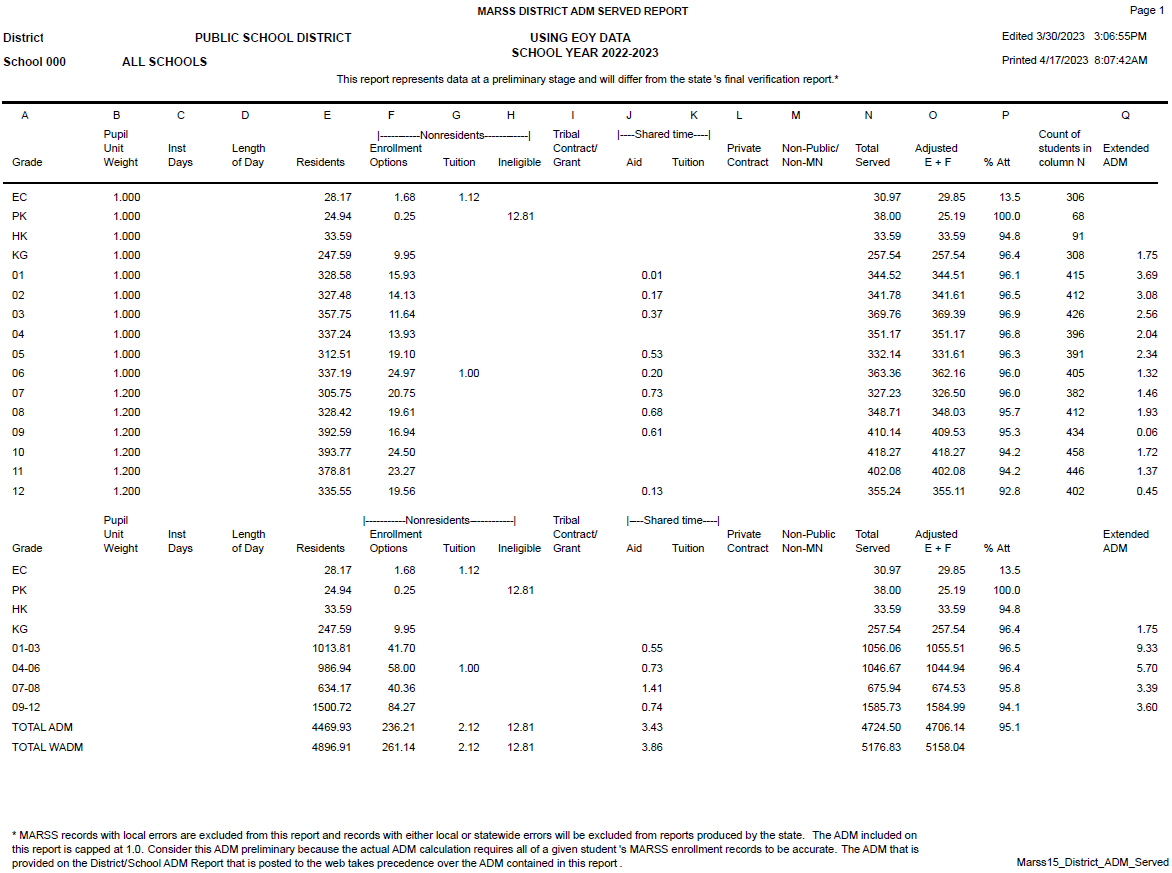 MARSS DISTRICT ADM SERVED REPORT Page 1
District PUBLIC SCHOOL DISTRICT USING EOY DATA Edited 3/30/2023 3:06:55PM
SCHOOL YEAR 2022-2023
School 000 ALL SCHOOLS Printed 4/17/2023 8:07:42AM
This report represents data at a preliminary stage and will differ from the state 's final verification report.*
A B C D E F G H I J K L M N O P Q
Pupil |-----------Nonresidents------------| Tribal |----Shared time----| Count of
Unit Inst Length Enrollment Contract/ Private Non-Public/ Total Adjusted students in Extended
Grade Weight Days of Day Residents Options Tuition Ineligible Grant Aid Tuition Contract Non-MN Served E + F % Att column N ADM
EC 1.000 28.17 1.68 1.12 30.97 29.85 13.5 306
PK 1.000 24.94 0.25 12.81 38.00 25.19 100.0 68
HK 1.000 33.59 33.59 33.59 94.8 91
KG 1.000 247.59 9.95 257.54 257.54 96.4 308 1.75
01 1.000 328.58 15.93 0.01 344.52 344.51 96.1 415 3.69
02 1.000 327.48 14.13 0.17 341.78 341.61 96.5 412 3.08
03 1.000 357.75 11.64 0.37 369.76 369.39 96.9 426 2.56
04 1.000 337.24 13.93 351.17 351.17 96.8 396 2.04
05 1.000 312.51 19.10 0.53 332.14 331.61 96.3 391 2.34
06 1.000 337.19 24.97 1.00 0.20 363.36 362.16 96.0 405 1.32
07 1.200 305.75 20.75 0.73 327.23 326.50 96.0 382 1.46
08 1.200 328.42 19.61 0.68 348.71 348.03 95.7 412 1.93
09 1.200 392.59 16.94 0.61 410.14 409.53 95.3 434 0.06
10 1.200 393.77 24.50 418.27 418.27 94.2 458 1.72
11 1.200 378.81 23.27 402.08 402.08 94.2 446 1.37
12 1.200 335.55 19.56 0.13 355.24 355.11 92.8 402 0.45
Pupil |-----------Nonresidents------------| Tribal |----Shared time----|
Unit Inst Length Enrollment Contract/ Private Non-Public Total Adjusted Extended
Grade Weight Days of Day Residents Options Tuition Ineligible Grant Aid Tuition Contract Non-MN Served E + F % Att ADM
EC 28.17 1.68 1.12 30.97 29.85 13.5
PK 24.94 0.25 12.81 38.00 25.19 100.0
HK 33.59 33.59 33.59 94.8
KG 247.59 9.95 257.54 257.54 96.4 1.75
01-03 1013.81 41.70 0.55 1056.06 1055.51 96.5 9.33
04-06 986.94 58.00 1.00 0.73 1046.67 1044.94 96.4 5.70
07-08 634.17 40.36 1.41 675.94 674.53 95.8 3.39
09-12 1500.72 84.27 0.74 1585.73 1584.99 94.1 3.60
TOTAL ADM 4469.93 236.21 2.12 12.81 3.43 4724.50 4706.14 95.1
TOTAL WADM 4896.91 261.14 2.12 12.81 3.86 5176.83 5158.04
* MARSS records with local errors are excluded from this report and records with either local or statewide errors will be excluded from reports produced by the state. The ADM included on
this report is capped at 1.0. Consider this ADM preliminary because the actual ADM calculation requires all of a given student 's MARSS enrollment records to be accurate. The ADM that is
provided on the District/School ADM Report that is posted to the web takes precedence over the ADM contained in this report .
Marss15_District_ADM_Served